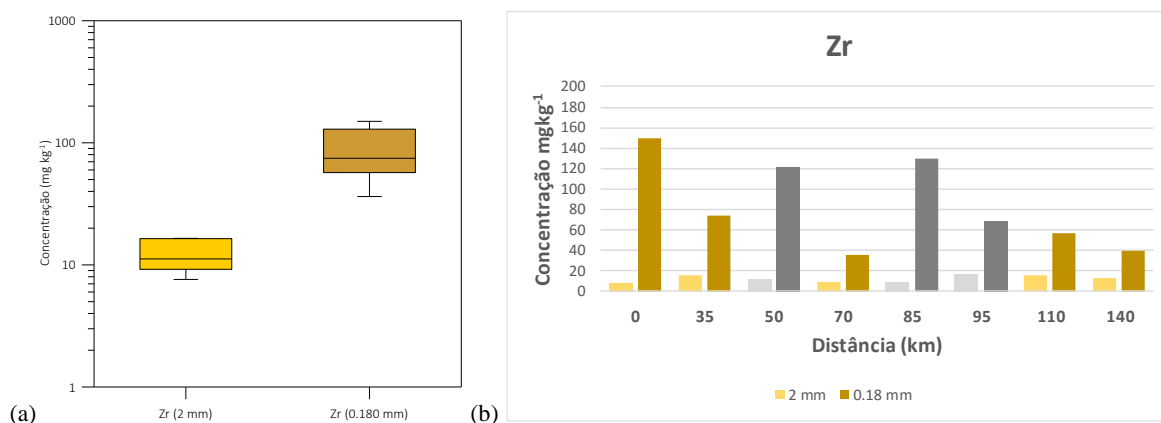 (a)
Concentração (mg kg⁻¹)
1000
100
10
1
Zr (2 mm) Zr (0.180 mm)
(b)
Zr
Concentração mgkg⁻¹
200
180
160
140
120
100
80
60
40
20
0
0 35 50 70 85 95 110 140
Distância (km)
2 mm 0.18 mm